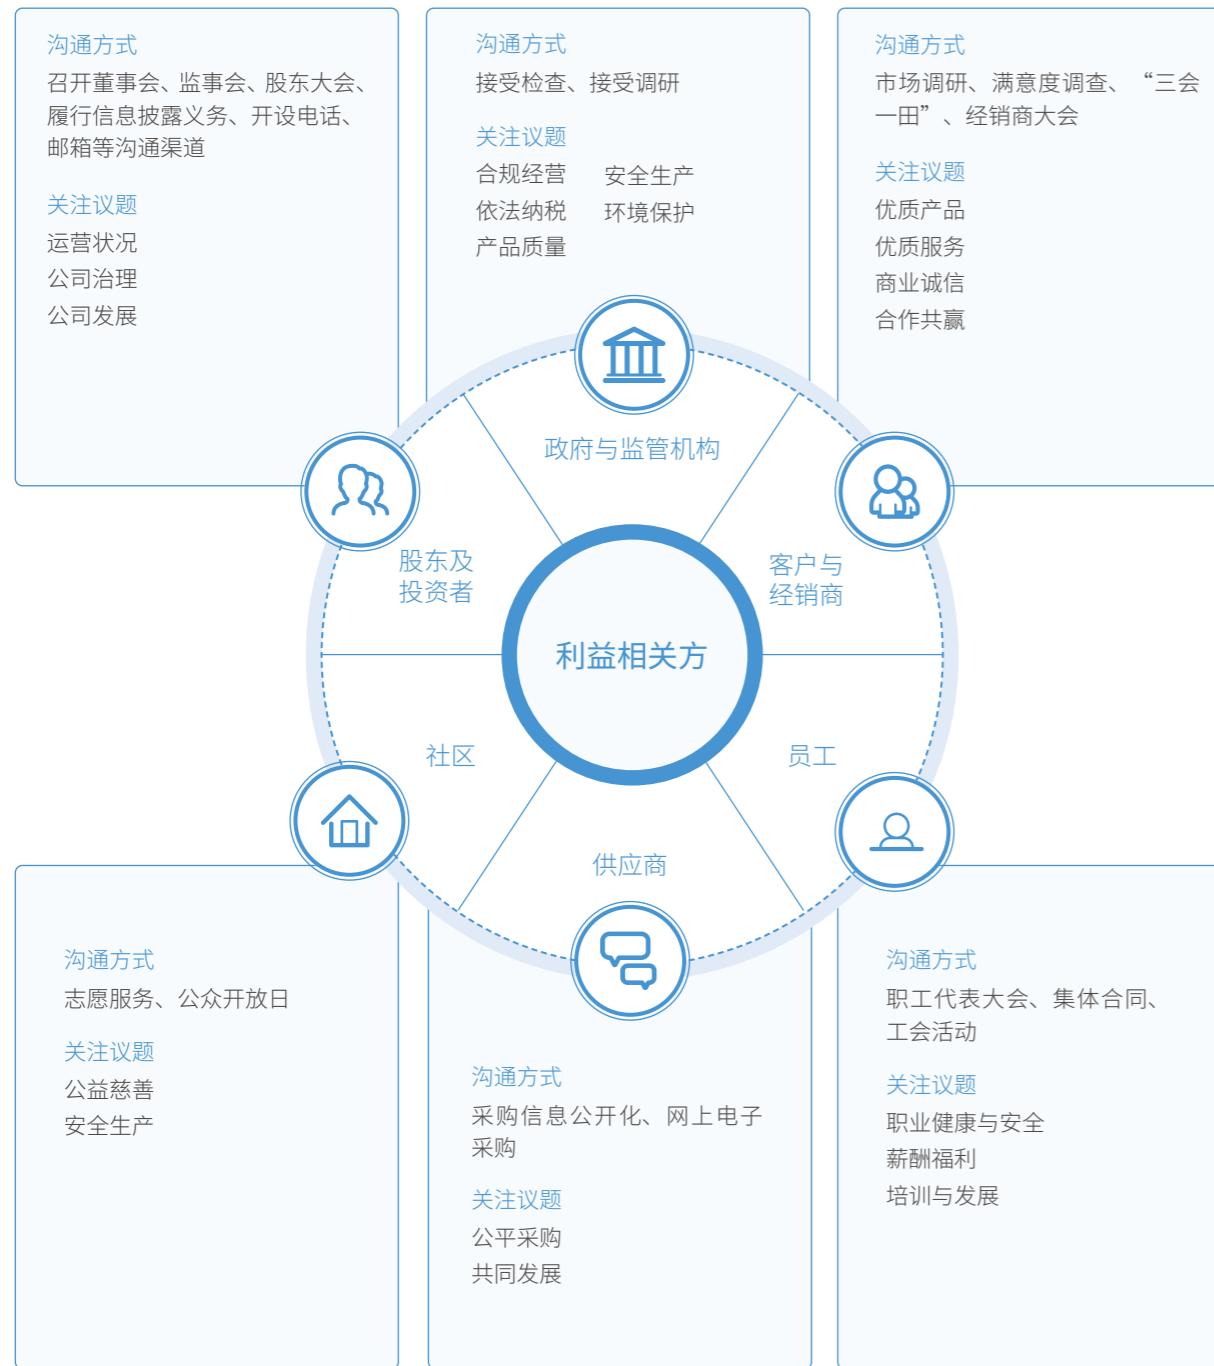 沟通方式
召开董事会、监事会、股东大会、
履行信息披露义务、开设电话、
邮箱等沟通渠道
关注议题
运营状况
公司治理
公司发展
沟通方式
接受检查、接受调研
关注议题
合规经营 安全生产
依法纳税 环境保护
产品质量
沟通方式
市场调研、满意度调查、“三会
一田”、经销商大会
关注议题
优质产品
优质服务
商业诚信
合作共赢
政府与监管机构
股东及
投资者
客户与
经销商
利益相关方
社区
员工
供应商
沟通方式
志愿服务、公众开放日
关注议题
公益慈善
安全生产
沟通方式
采购信息公开化、网上电子
采购
关注议题
公平采购
共同发展
沟通方式
职工代表大会、集体合同、
工会活动
关注议题
职业健康与安全
薪酬福利
培训与发展